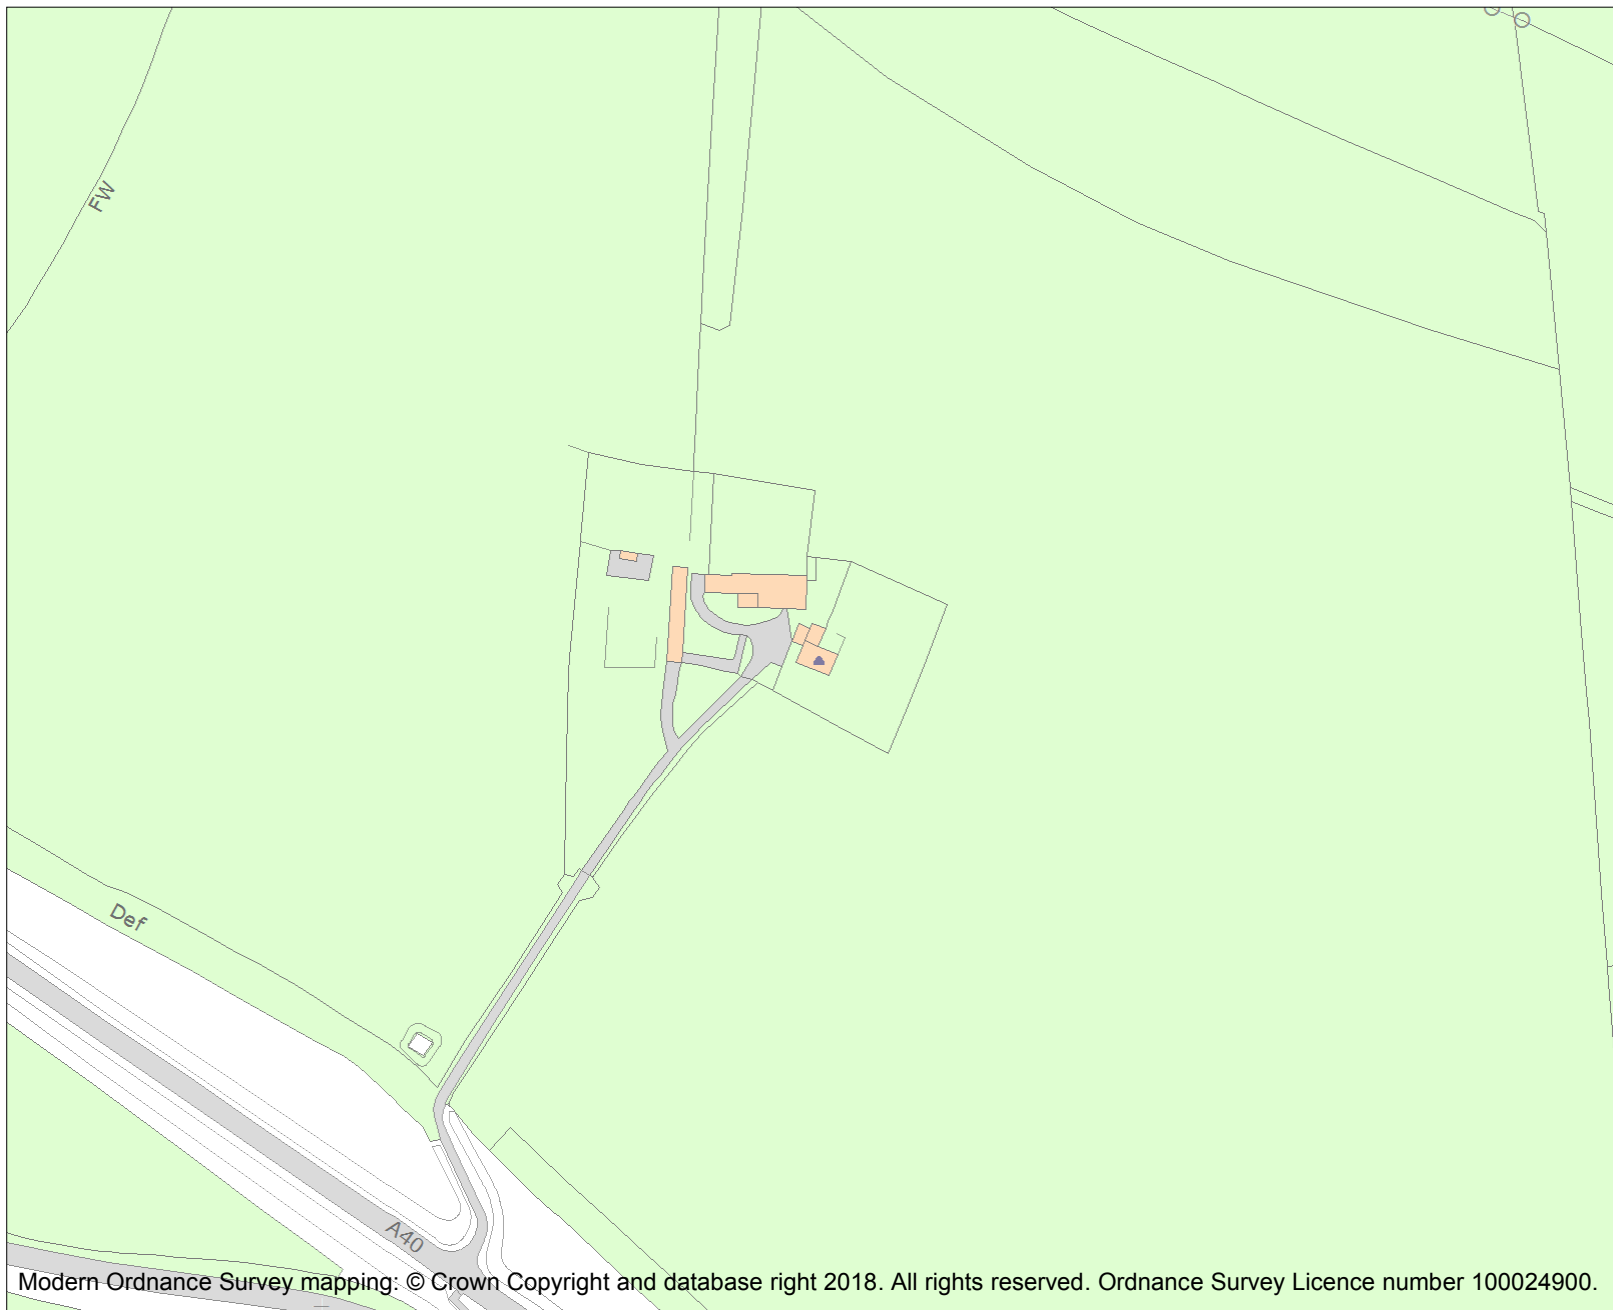 FW
Def
A40
Modern Ordnance Survey mapping: © Crown Copyright and database right 2018. All rights reserved. Ordnance Survey Licence number 100024900.